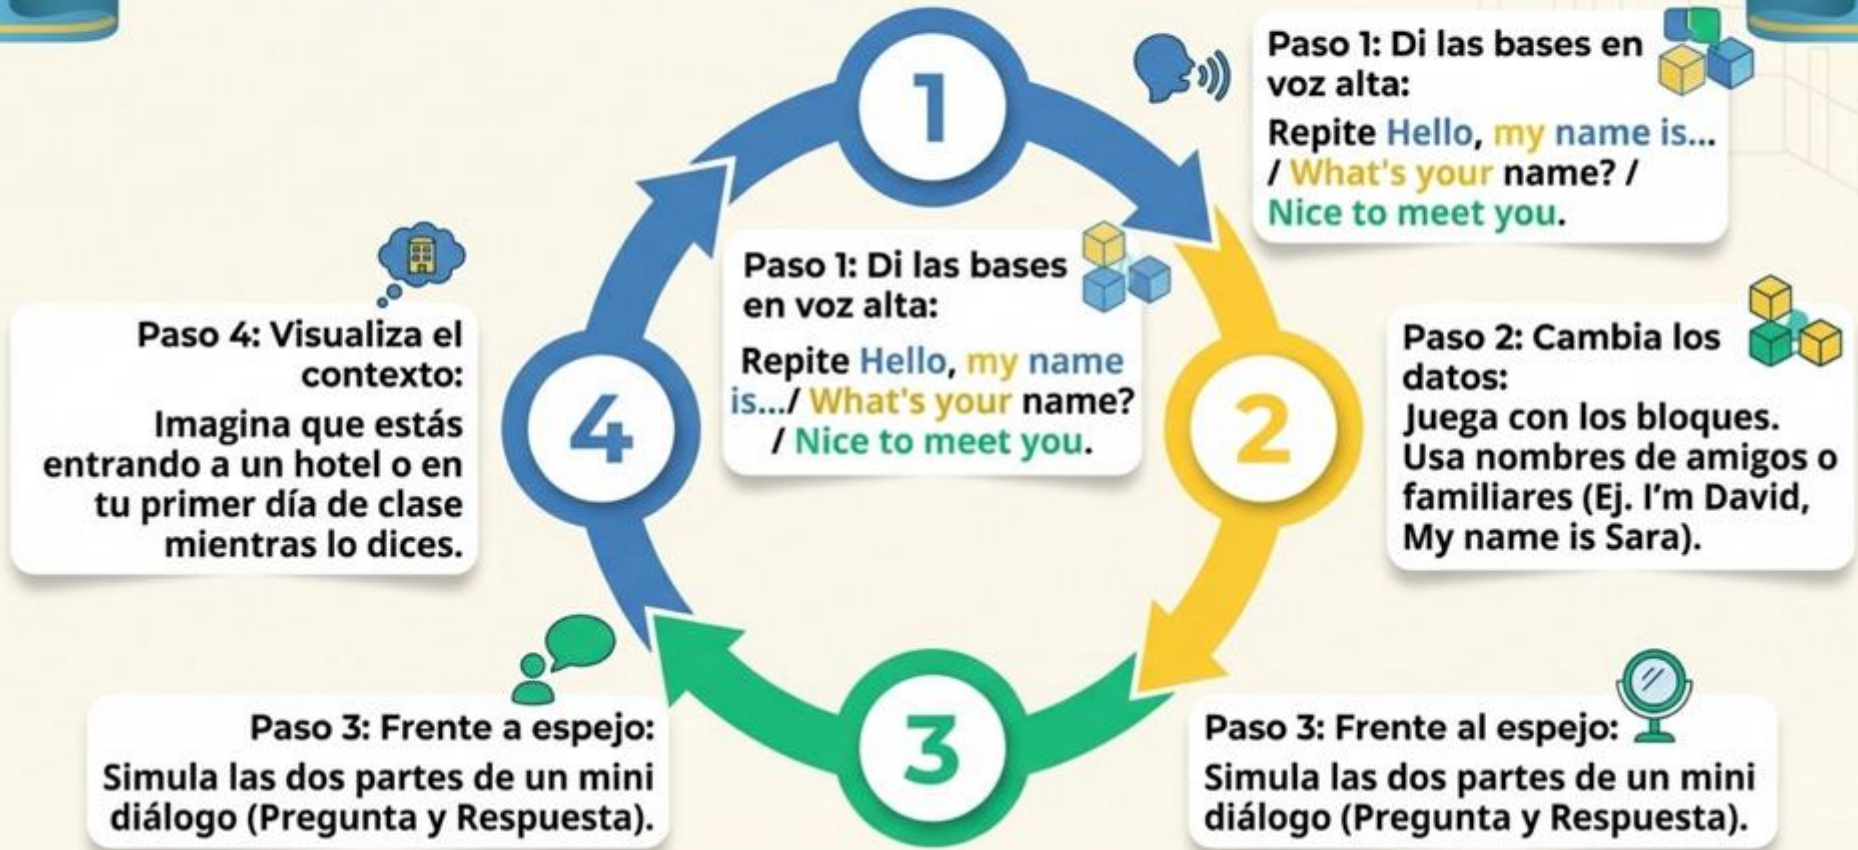 1
Paso 1: Di las bases en
voz alta:
Repite Hello, my name is...
/ What's your name? /
Nice to meet you.
Paso 1: Di las bases
en voz alta:
Repite Hello, my name
is.../ What's your name?
/ Nice to meet you.
2
Paso 2: Cambia los
datos:
Juega con los bloques.
Usa nombres de amigos o
familiares (Ej. I'm David,
My name is Sara).
3
Paso 3: Frente al espejo:
Simula las dos partes de un mini
diálogo (Pregunta y Respuesta).
Paso 3: Frente a espejo:
Simula las dos partes de un mini
diálogo (Pregunta y Respuesta).
4
Paso 4: Visualiza el
contexto:
Imagina que estás
entrando a un hotel o en
tu primer día de clase
mientras lo dices.